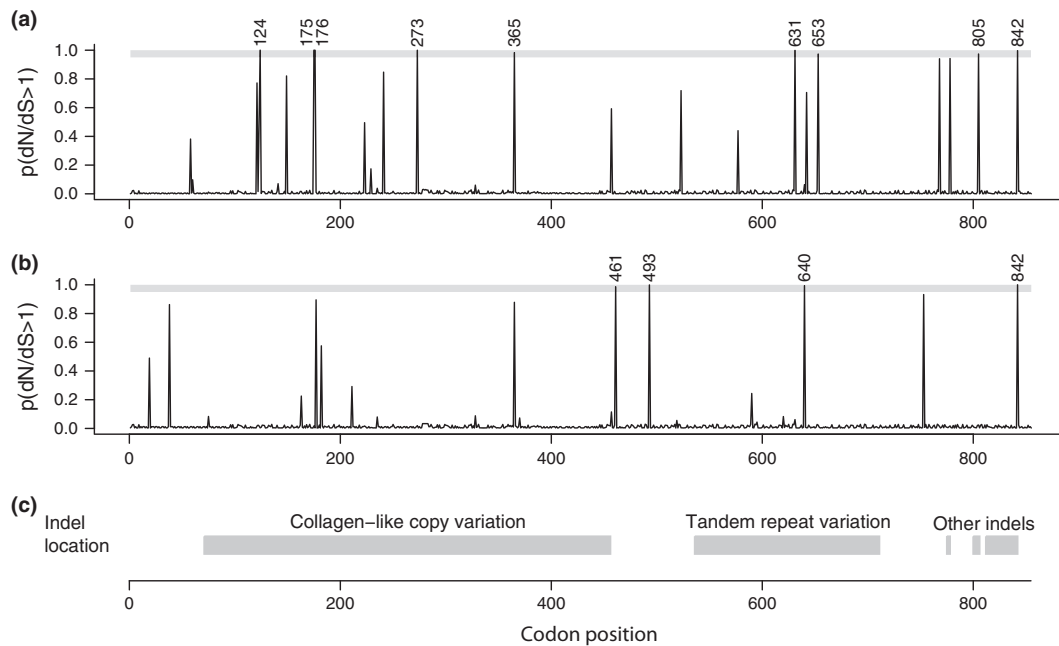 (a)
124
175
176
273
365
631
653
805
842
p(dN/dS>1)
1.0
0.8
0.6
0.4
0.2
0.0
0 200 400 600 800
(b)
461
493
640
842
p(dN/dS>1)
1.0
0.8
0.6
0.4
0.2
0.0
0 200 400 600 800
(c)
Indel
location
Collagen–like copy variation
Tandem repeat variation
Other indels
0 200 400 600 800
Codon position